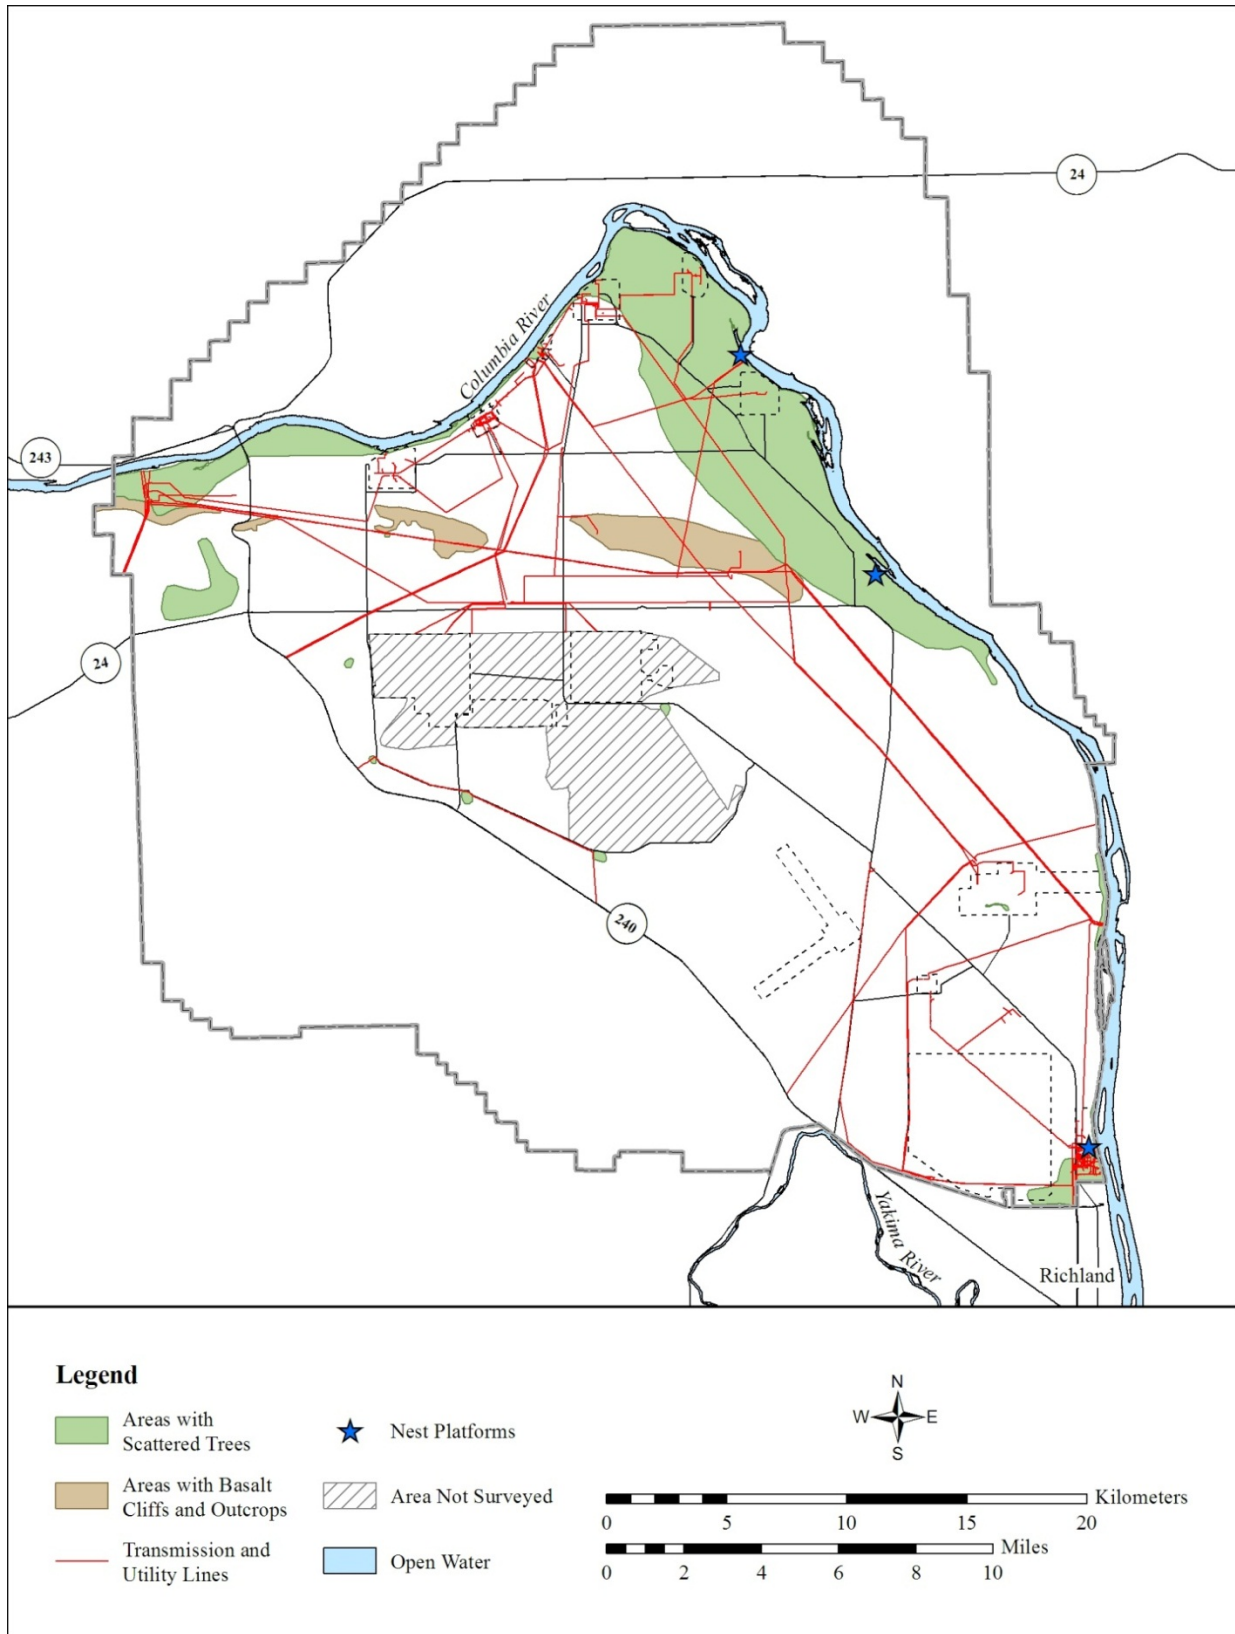 24
Columbia River
243
24
240
Yakima River
Richland
Legend
Areas with
Scattered Trees
Areas with Basalt
Cliffs and Outcrops
Transmission and
Utility Lines
Nest Platforms
Area Not Surveyed
Open Water
N
W E
S
Kilometers
0 5 10 15 20
Miles
0 2 4 6 8 10